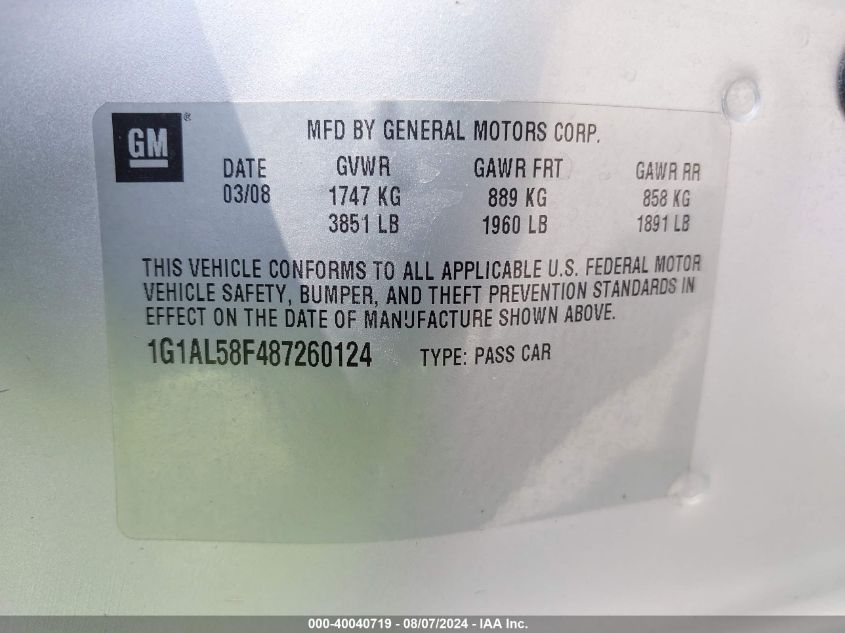 GM®
MFD BY GENERAL MOTORS CORP.
DATE GVWR GAWR FRT GAWR RR
03/08 1747 KG 889 KG 858 KG
3851 LB 1960 LB 1891 LB
THIS VEHICLE CONFORMS TO ALL APPLICABLE U.S. FEDERAL MOTOR
VEHICLE SAFETY, BUMPER, AND THEFT PREVENTION STANDARDS IN
EFFECT ON THE DATE OF MANUFACTURE SHOWN ABOVE.
1G1AL58F487260124 TYPE: PASS CAR
000-40040719 - 08/07/2024 - IAA Inc.